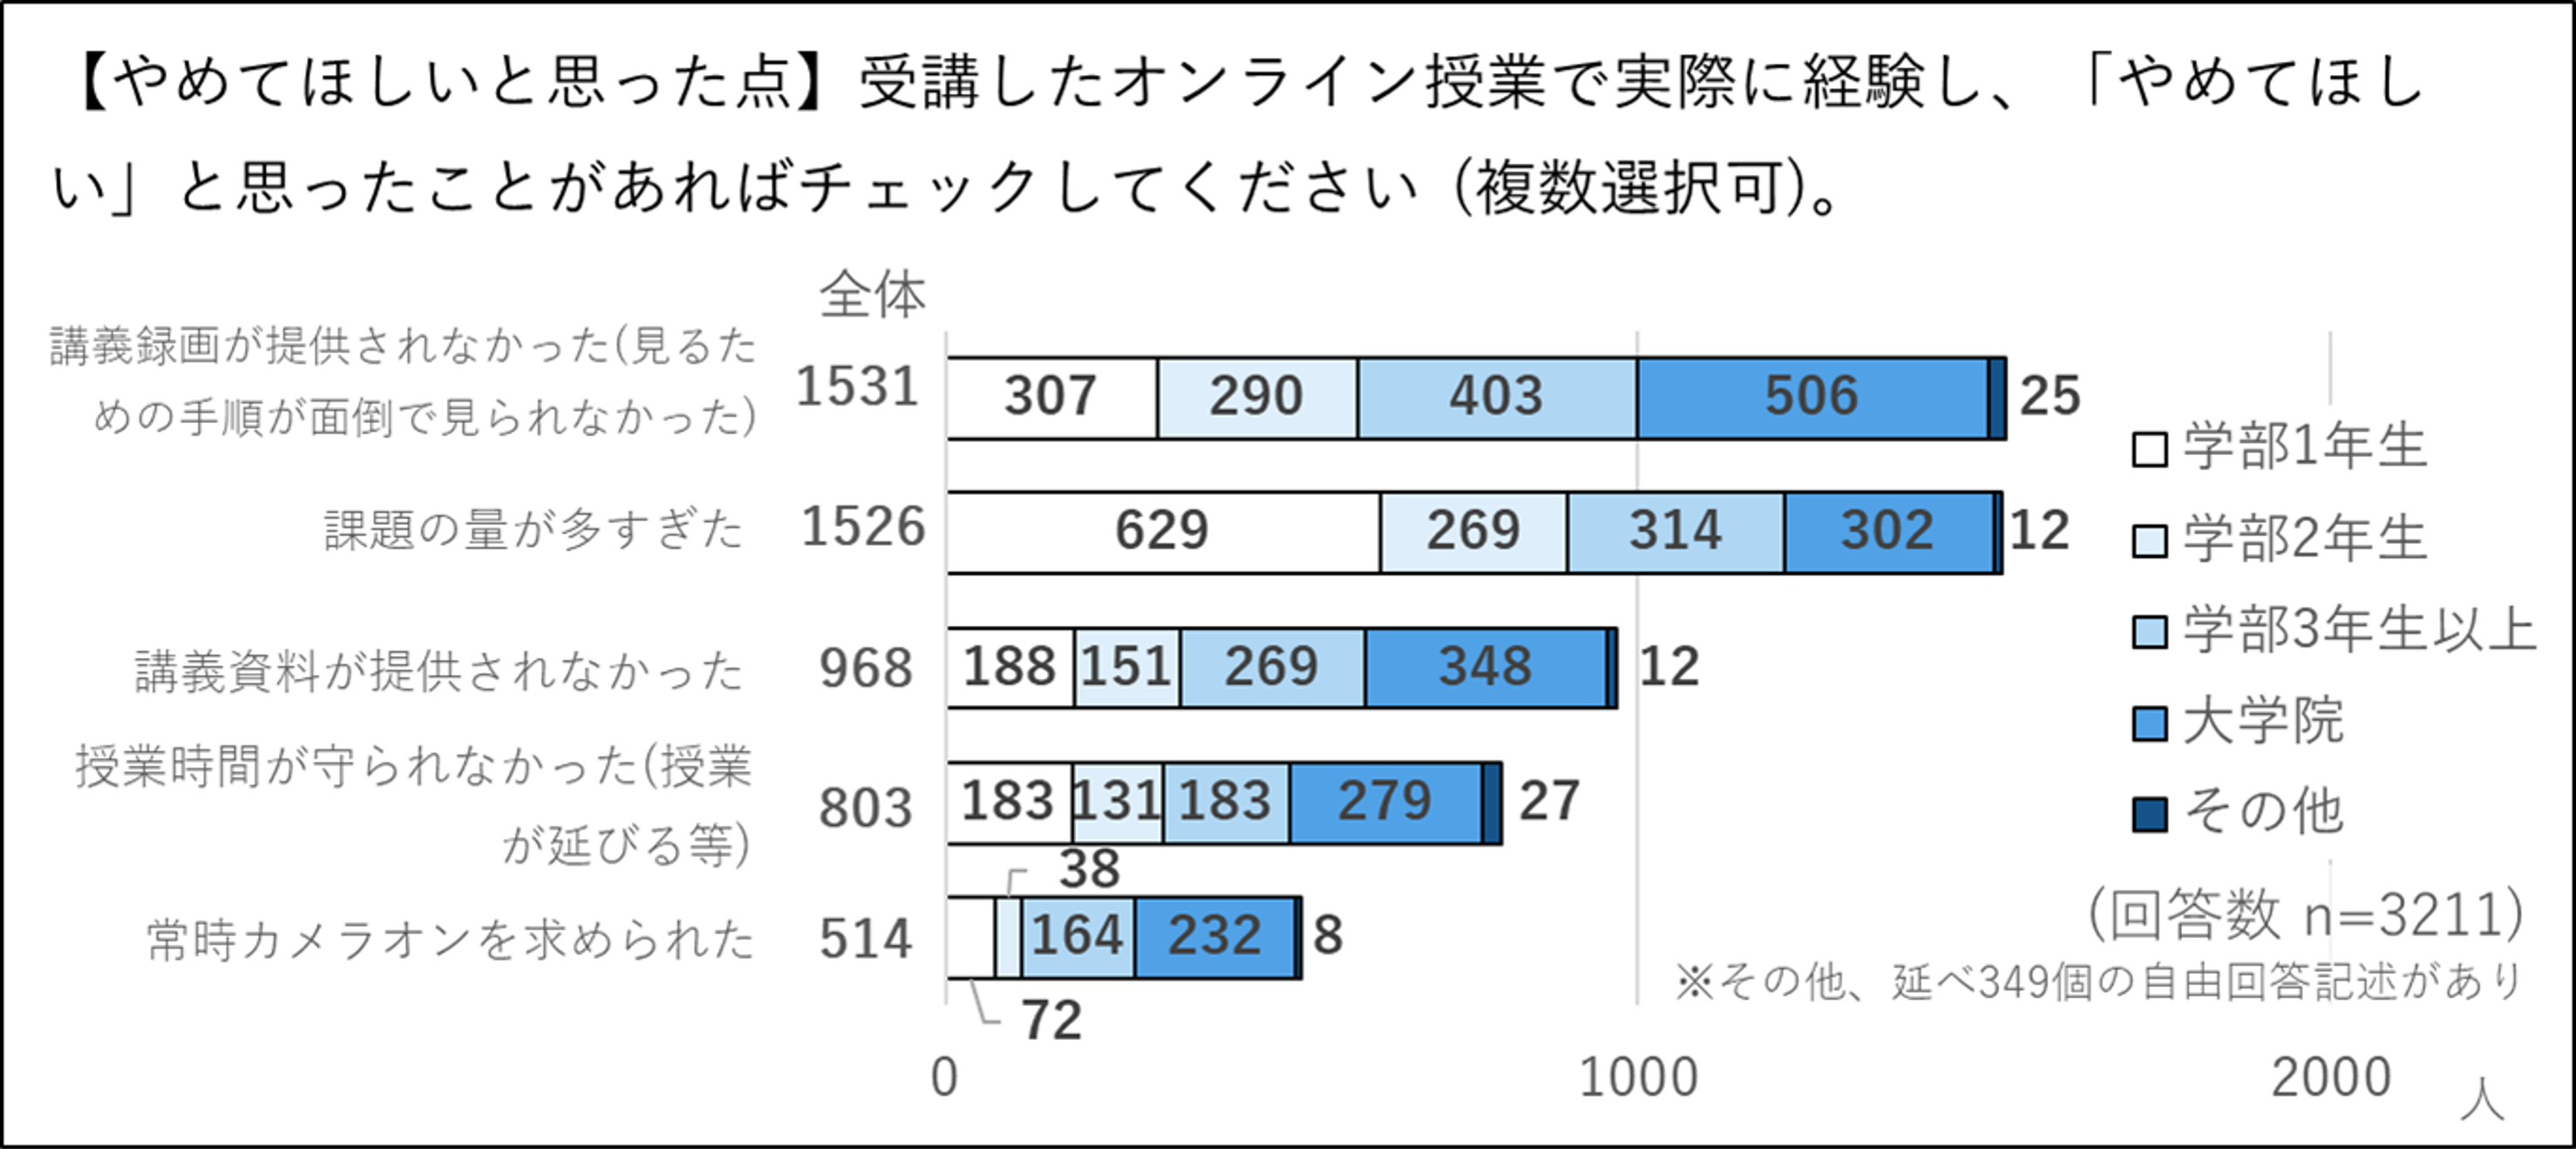 【やめてほしいと思った点】受講したオンライン授業で実際に経験し、「やめてほし
い」と思ったことがあればチェックしてください (複数選択可)。
全体
講義録画が提供されなかった(見るた
めの手順が面倒で見られなかった)
1531
307
290
403
506
25
課題の量が多すぎた
1526
629
269
314
302
12
講義資料が提供されなかった
968
188
151
269
348
12
授業時間が守られなかった(授業
が延びる等)
803
183
131
183
279
27
常時カメラオンを求められた
514
72
38
164
232
8
学部1年生
学部2年生
学部3年生以上
大学院
その他
(回答数 n=3211)
※その他、延べ349個の自由回答記述があり
0
1000
2000
人